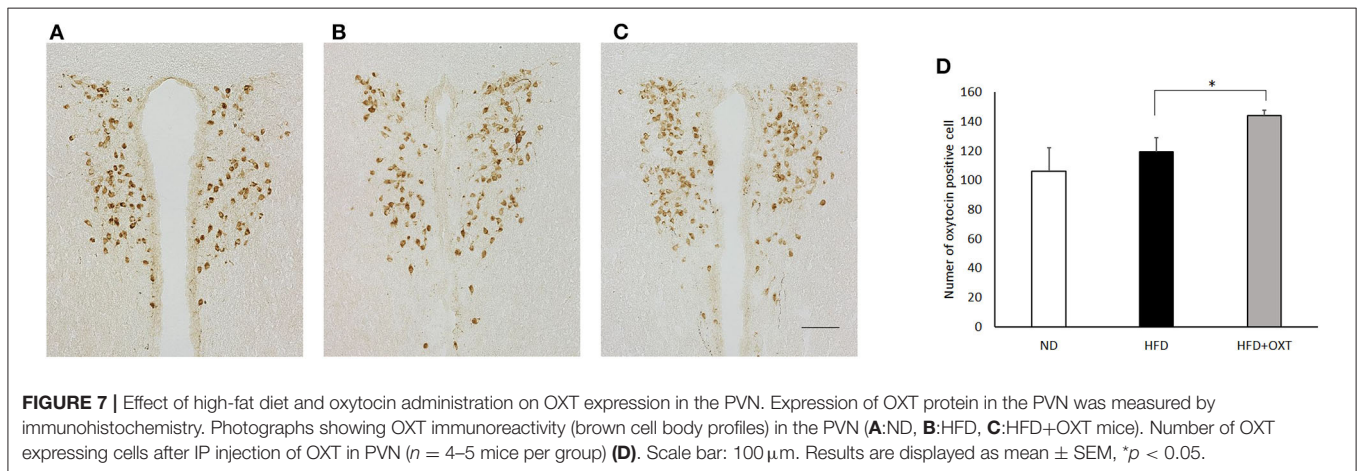 A
B
C
D
Numer of oxytocin positive cell
160
140
120
100
80
60
40
20
0
*
ND
HFD
HFD+OXT
FIGURE 7 | Effect of high-fat diet and oxytocin administration on OXT expression in the PVN. Expression of OXT protein in the PVN was measured by
immunohistochemistry. Photographs showing OXT immunoreactivity (brown cell body profiles) in the PVN (A:ND, B:HFD, C:HFD+OXT mice). Number of OXT
expressing cells after IP injection of OXT in PVN (n = 4–5 mice per group) (D). Scale bar: 100 μm. Results are displayed as mean ± SEM, *p < 0.05.